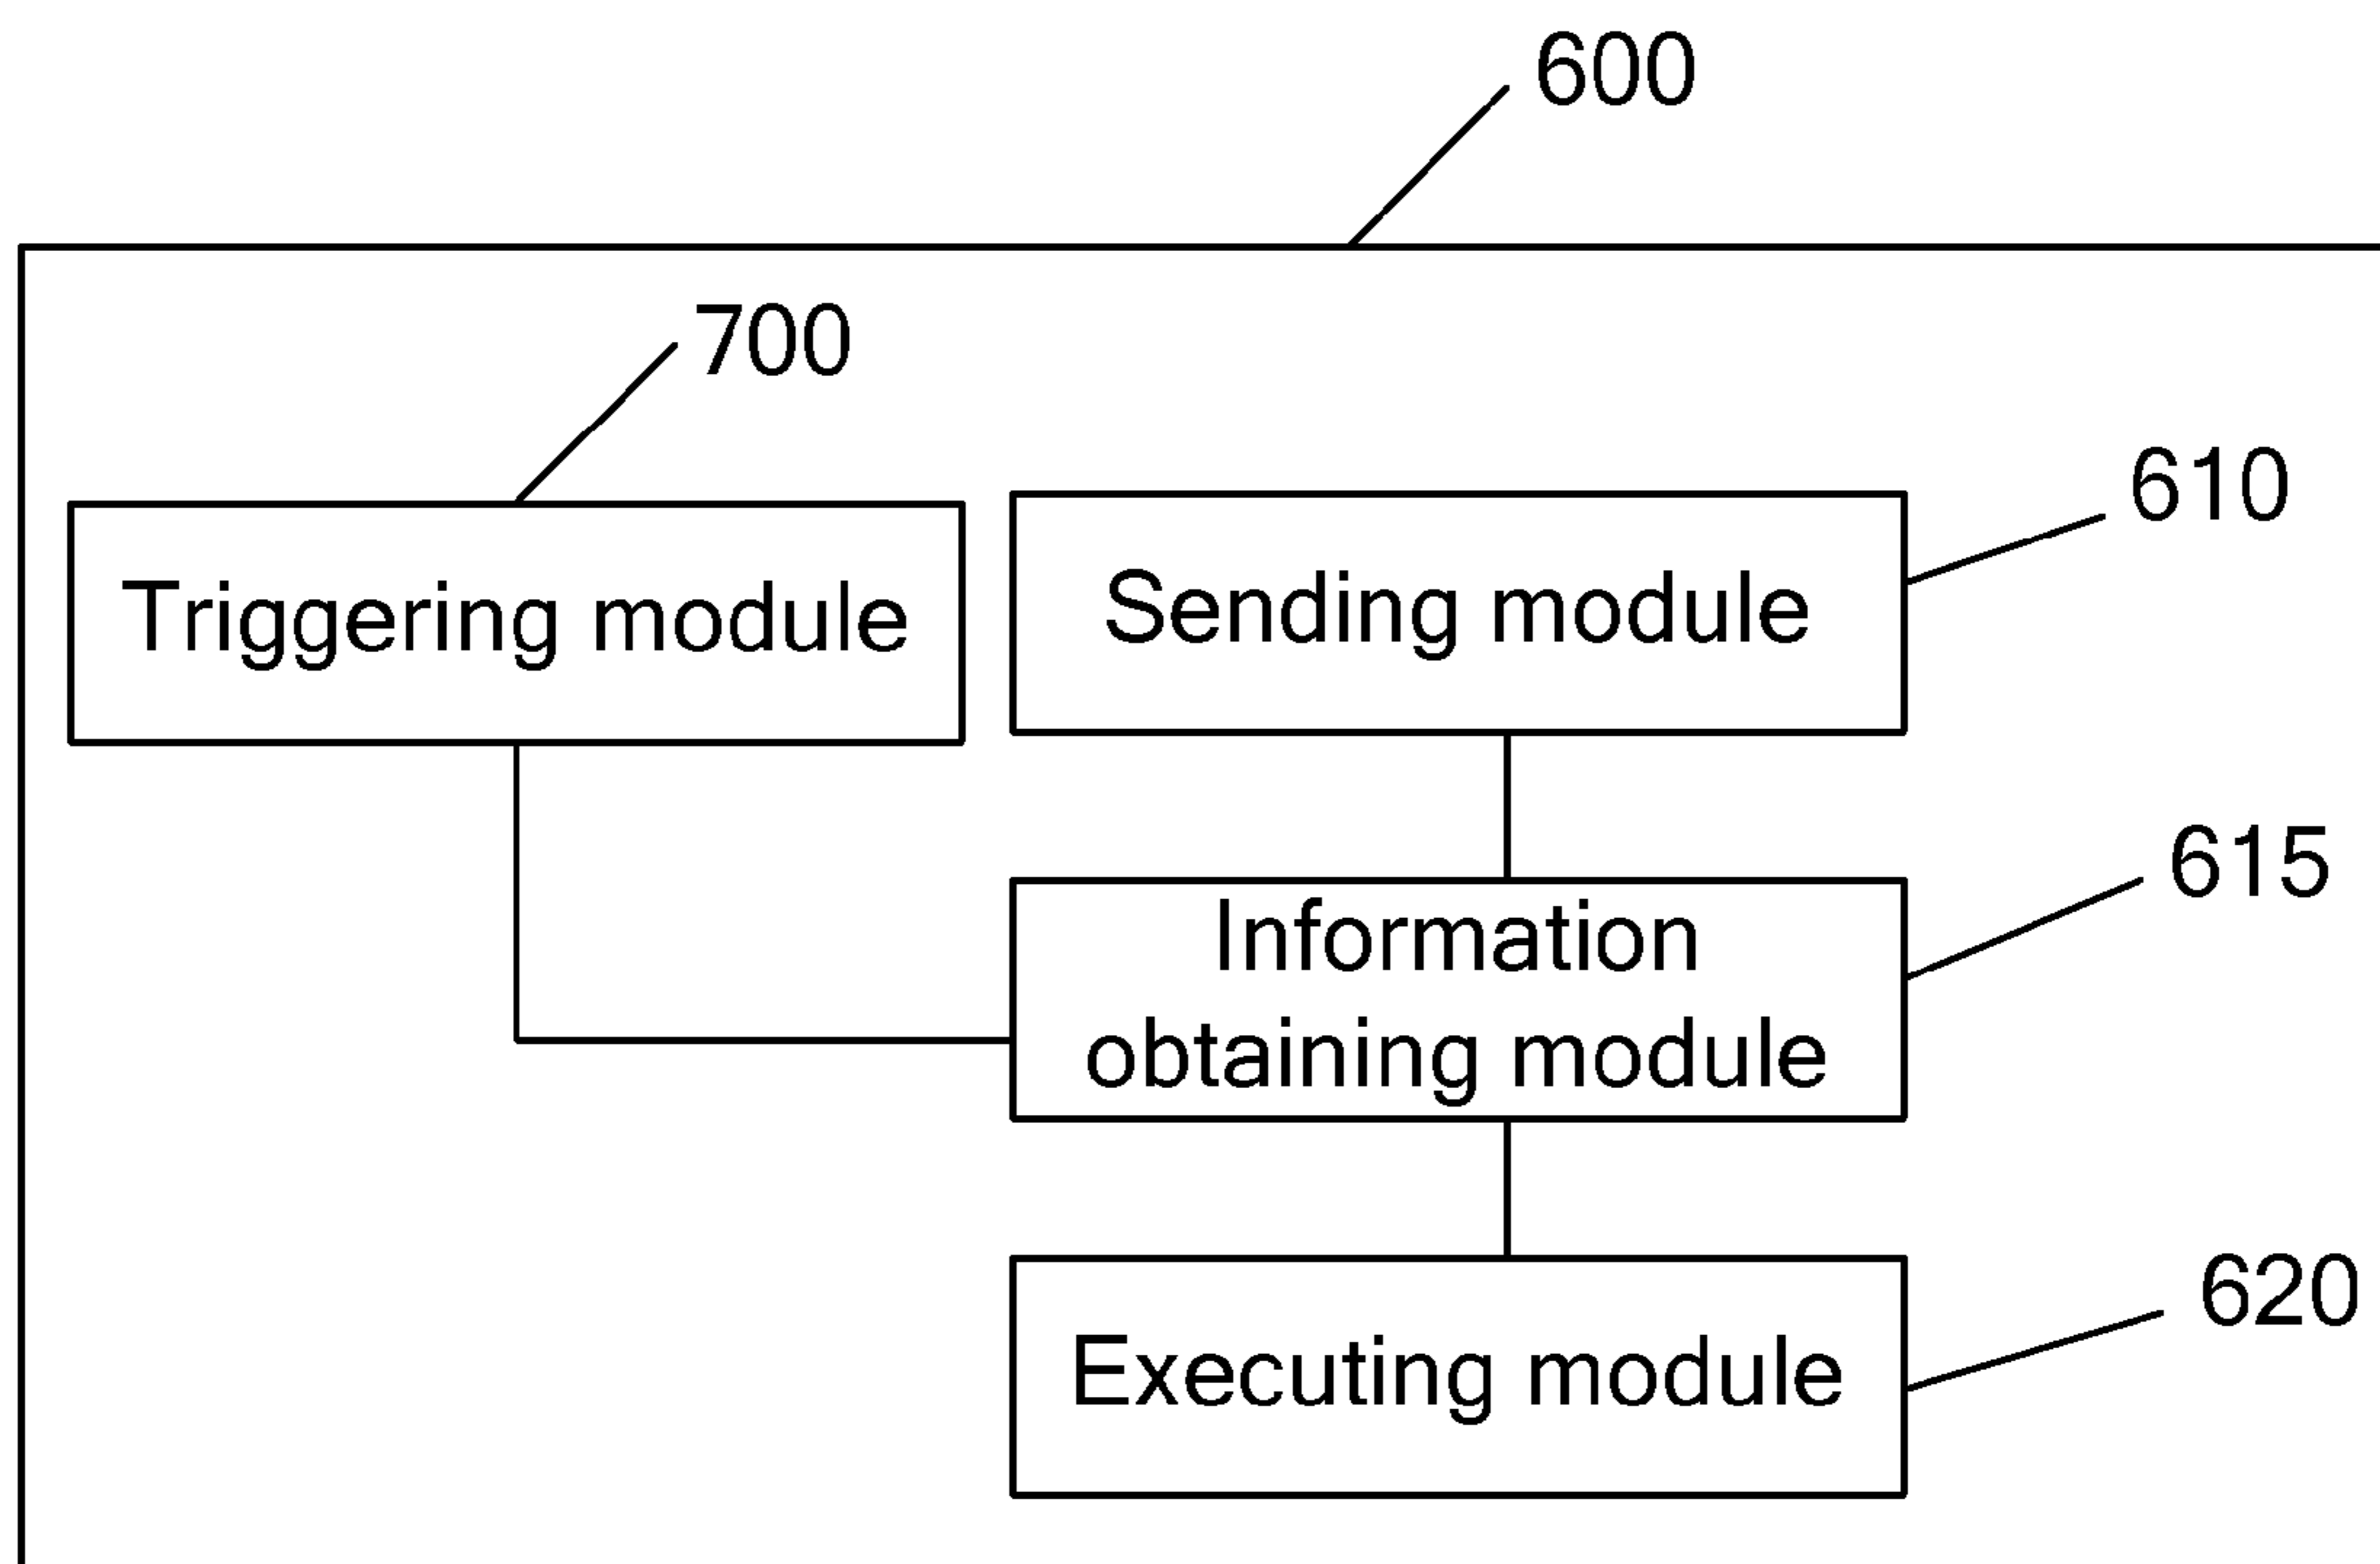 600
700
610
Triggering module
Sending module
615
Information
obtaining module
620
Executing module